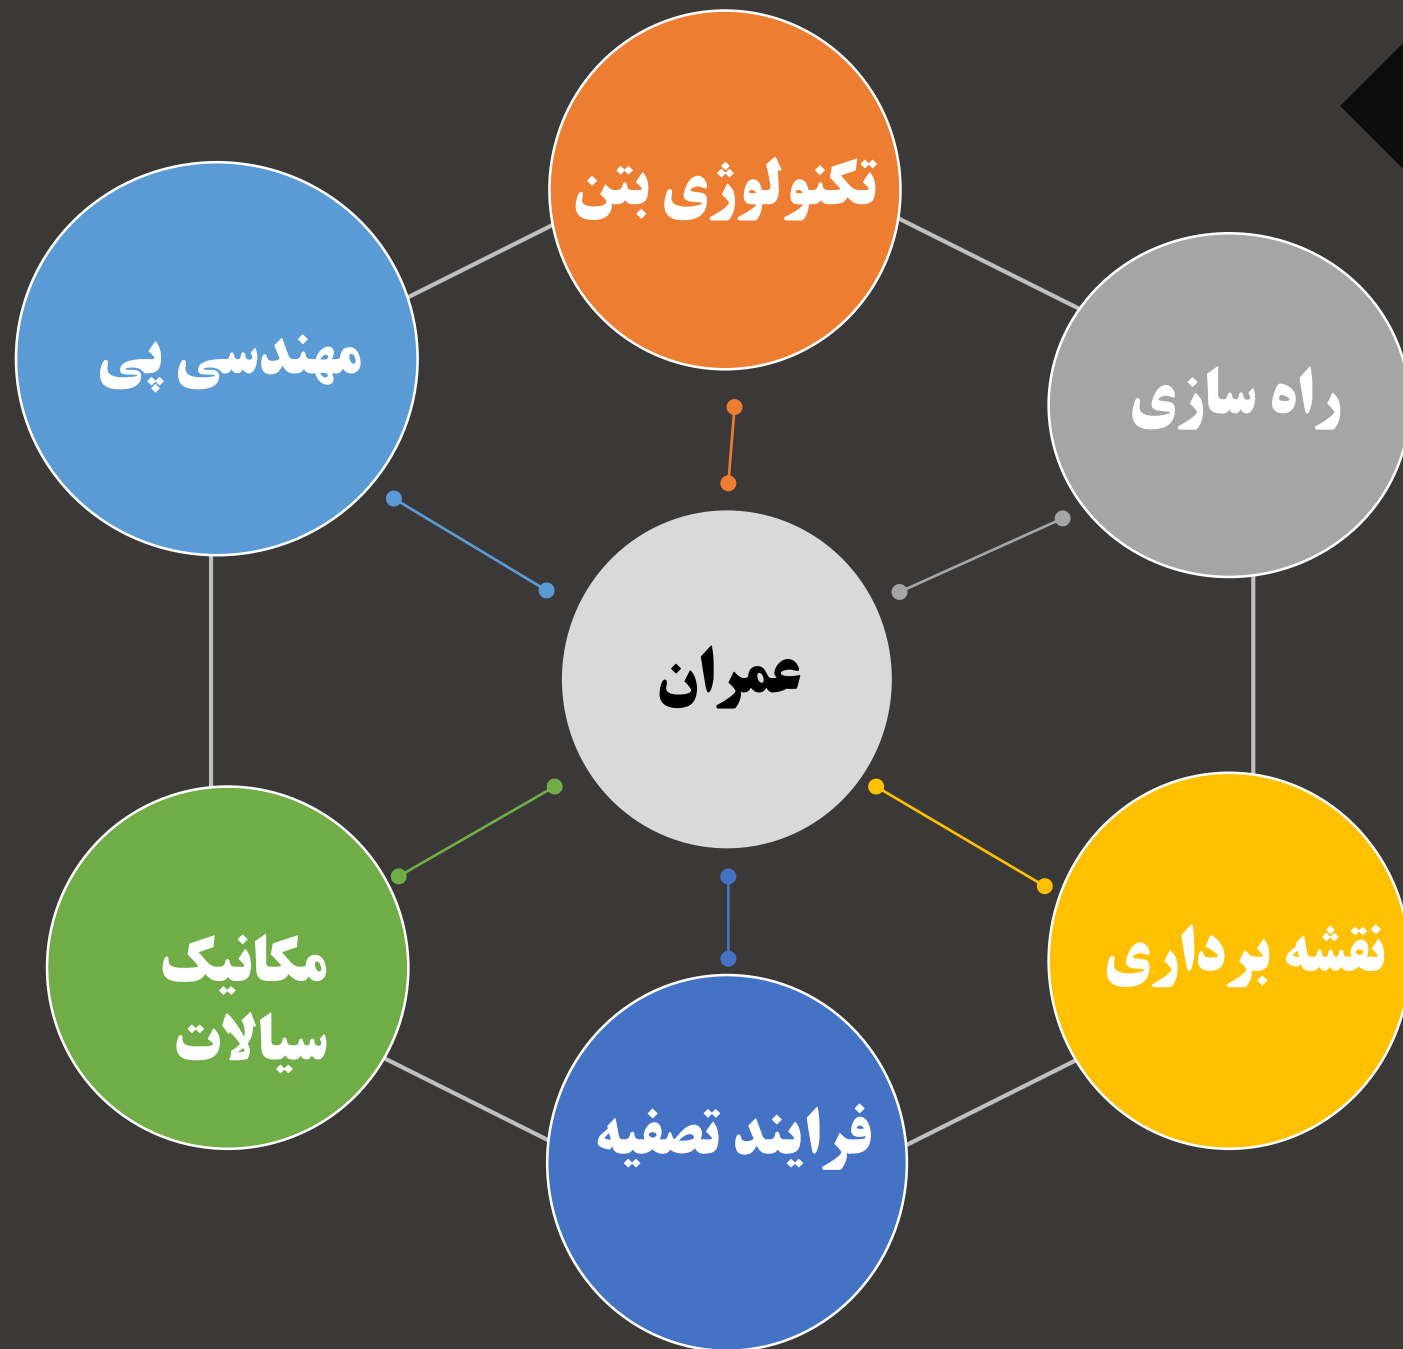 تکنولوژی بتن
مهندسی پی
راه سازی
عمران
نقشه برداری
مکانیک
سیالات
فرایند تصفیه